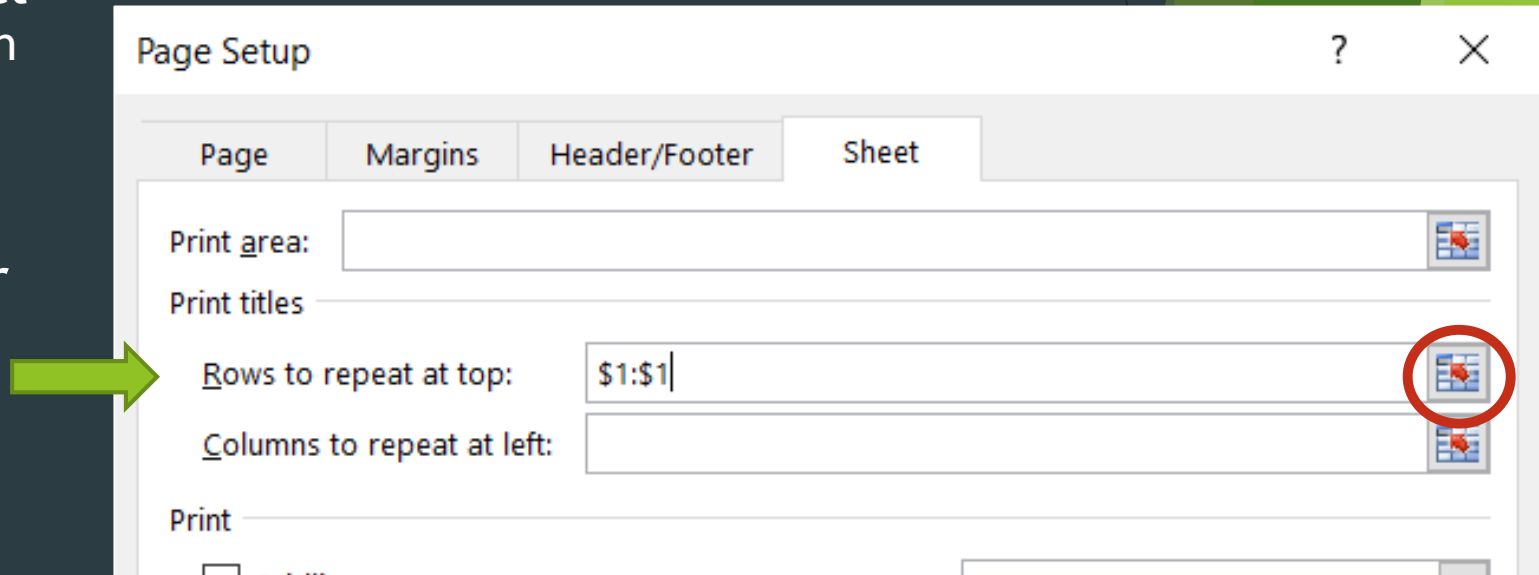 Page Setup ? ×
Page Margins Header/Footer Sheet
Print area:
Print titles
Rows to repeat at top: $1:$1
Columns to repeat at left:
Print